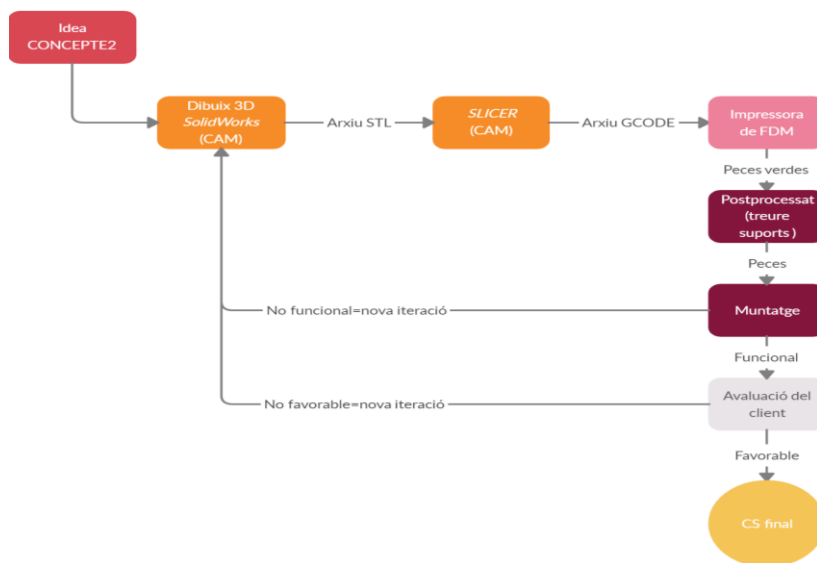 Idea
CONCEPTE2
Dibuix 3D
SolidWorks
(CAM)
Arxiu STL
SLICER
(CAM)
Arxiu GCODE
Impressora
de FDM
Peces verdes
Postprocessat
(treure
suports )
Peces
No funcional=nova iteració
Muntatge
Funcional
No favorable=nova iteració
Avaluació del
client
Favorable
CS final